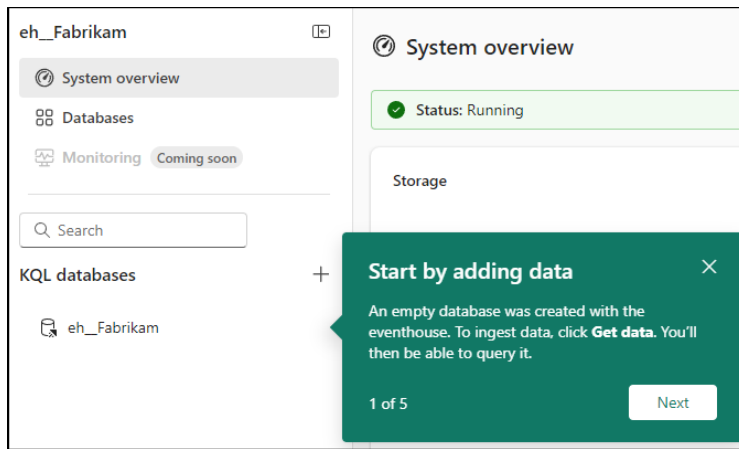 eh__Fabrikam
System overview
Databases
Monitoring Coming soon
Search
KQL databases
eh__Fabrikam
System overview
Status: Running
Storage
Start by adding data
An empty database was created with the
eventhouse. To ingest data, click Get data. You'll
then be able to query it.
1 of 5
Next